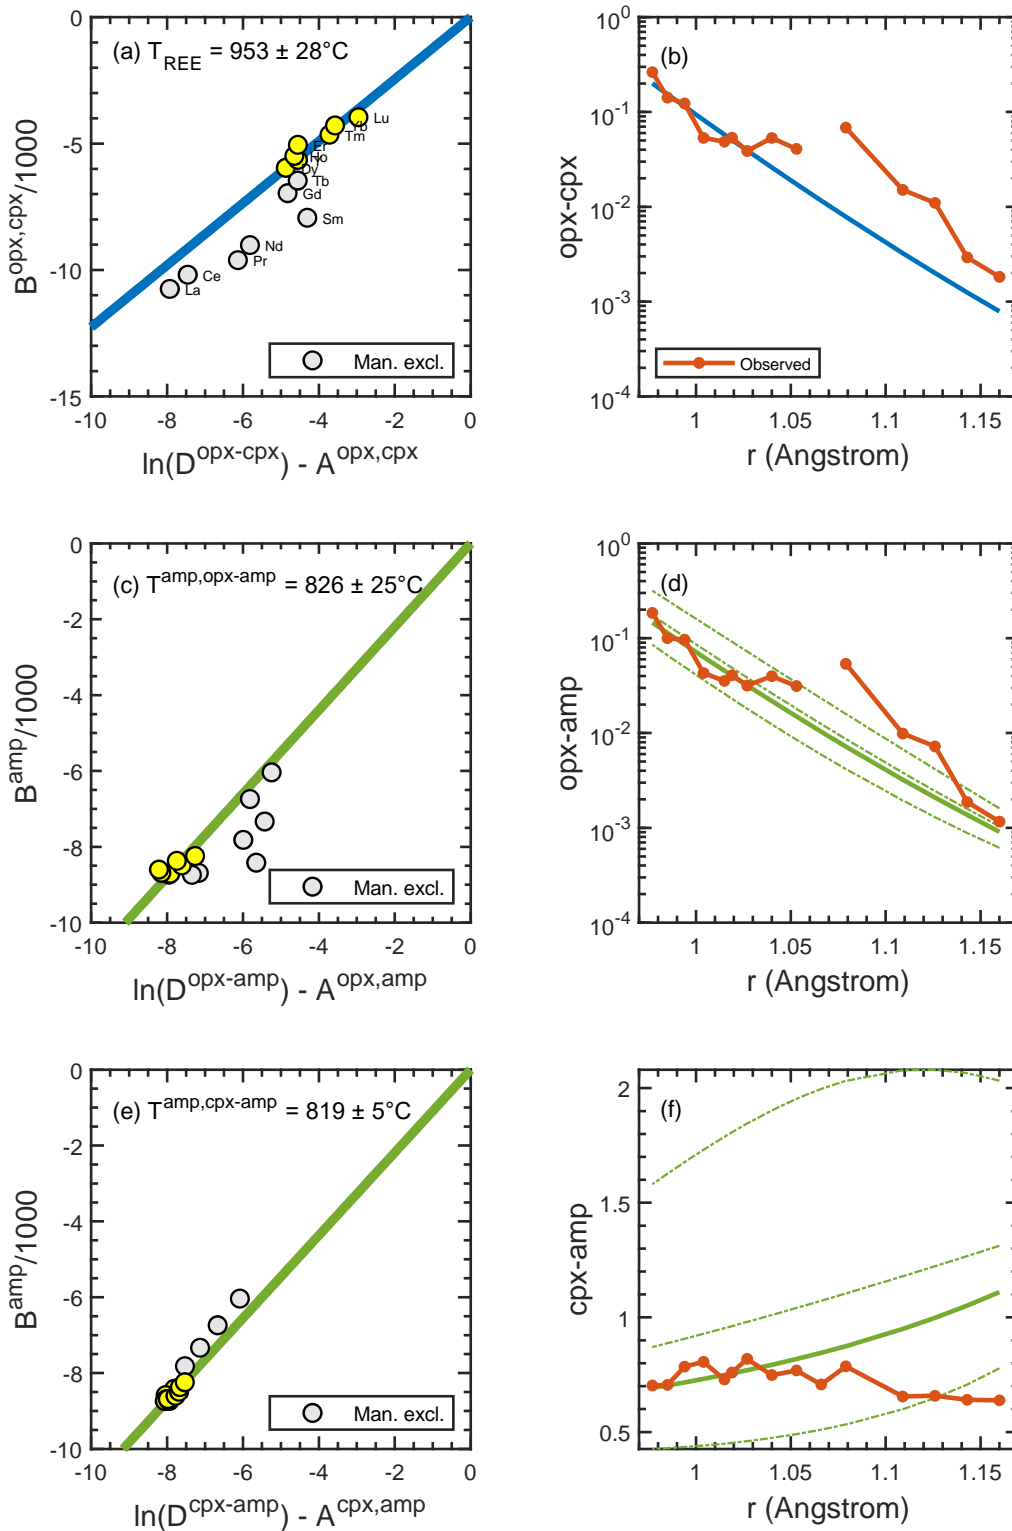 (a) T_REE = 953 ± 28°C
0
-5
-10
-15
B^opx,cpx/1000
Lu
Yb
Tm
Er
Ho
Y
Dy
Tb
Gd
Sm
Nd
Pr
Ce
La
Man. excl.
-10 -8 -6 -4 -2 0
ln(D^opx-cpx) - A^opx,cpx
(b)
10^0
10^-1
10^-2
10^-3
10^-4
opx-cpx
Observed
1 1.05 1.1 1.15
r (Angstrom)
(c) T^amp,opx-amp = 826 ± 25°C
0
-2
-4
-6
-8
-10
B^amp/1000
Man. excl.
-10 -8 -6 -4 -2 0
ln(D^opx-amp) - A^opx,amp
(d)
10^0
10^-1
10^-2
10^-3
10^-4
opx-amp
1 1.05 1.1 1.15
r (Angstrom)
(e) T^amp,cpx-amp = 819 ± 5°C
0
-2
-4
-6
-8
-10
B^amp/1000
Man. excl.
-10 -8 -6 -4 -2 0
ln(D^cpx-amp) - A^cpx,amp
(f)
2
1.5
1
0.5
cpx-amp
1 1.05 1.1 1.15
r (Angstrom)